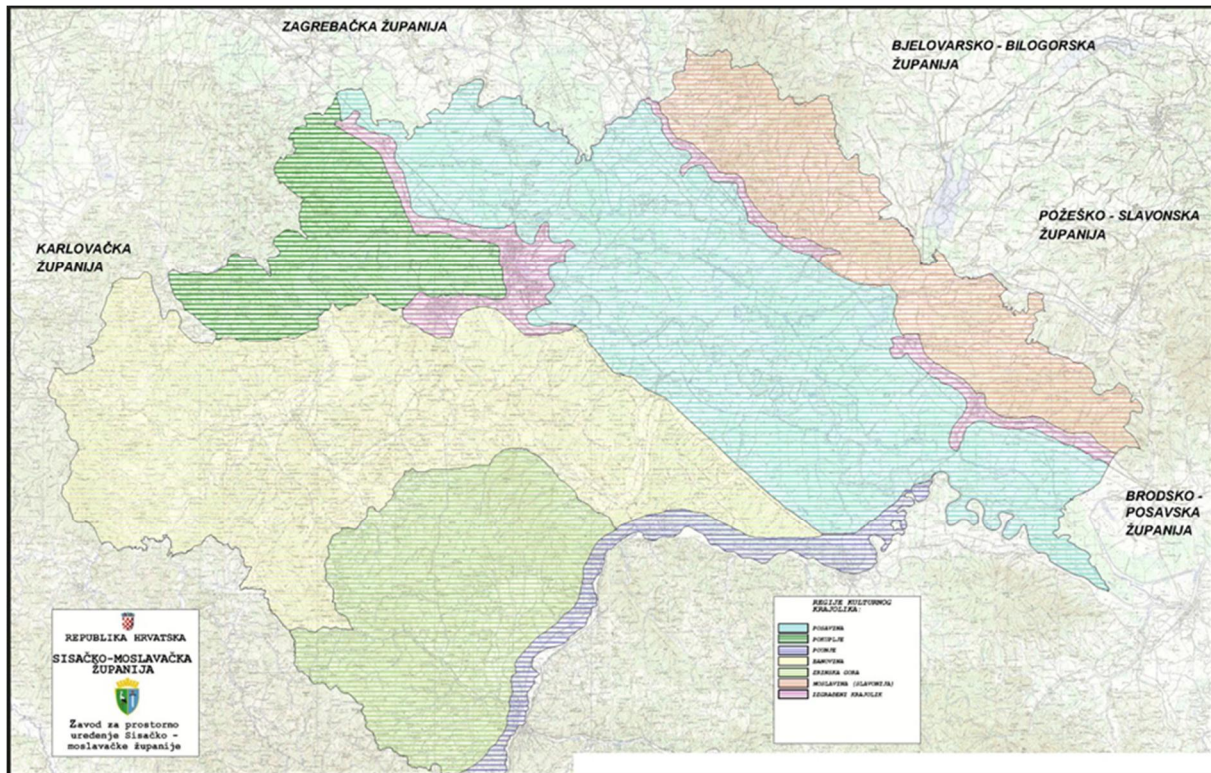 ZAGREBAČKA ŽUPANIJA
BJELOVARSKO - BILOGORSKA
ŽUPANIJA
POŽEŠKO - SLAVONSKA
ŽUPANIJA
KARLOVAČKA
ŽUPANIJA
BRODSKO -
POSAVSKA
ŽUPANIJA
REPUBLIKA HRVATSKA
SISAČKO-MOSLAVAČKA
ŽUPANIJA
Zavod za prostorno
uređenje Sisačko -
moslavačke županije
REGIJE KULTURNOG
KRAJOLIKA:
POSAVINA
POKUPLJE
POUNJE
BANOVINA
ZRINSKA GORA
MOSLAVINA (SLAVONIJA)
IZGRAĐENI KRAJOLIK